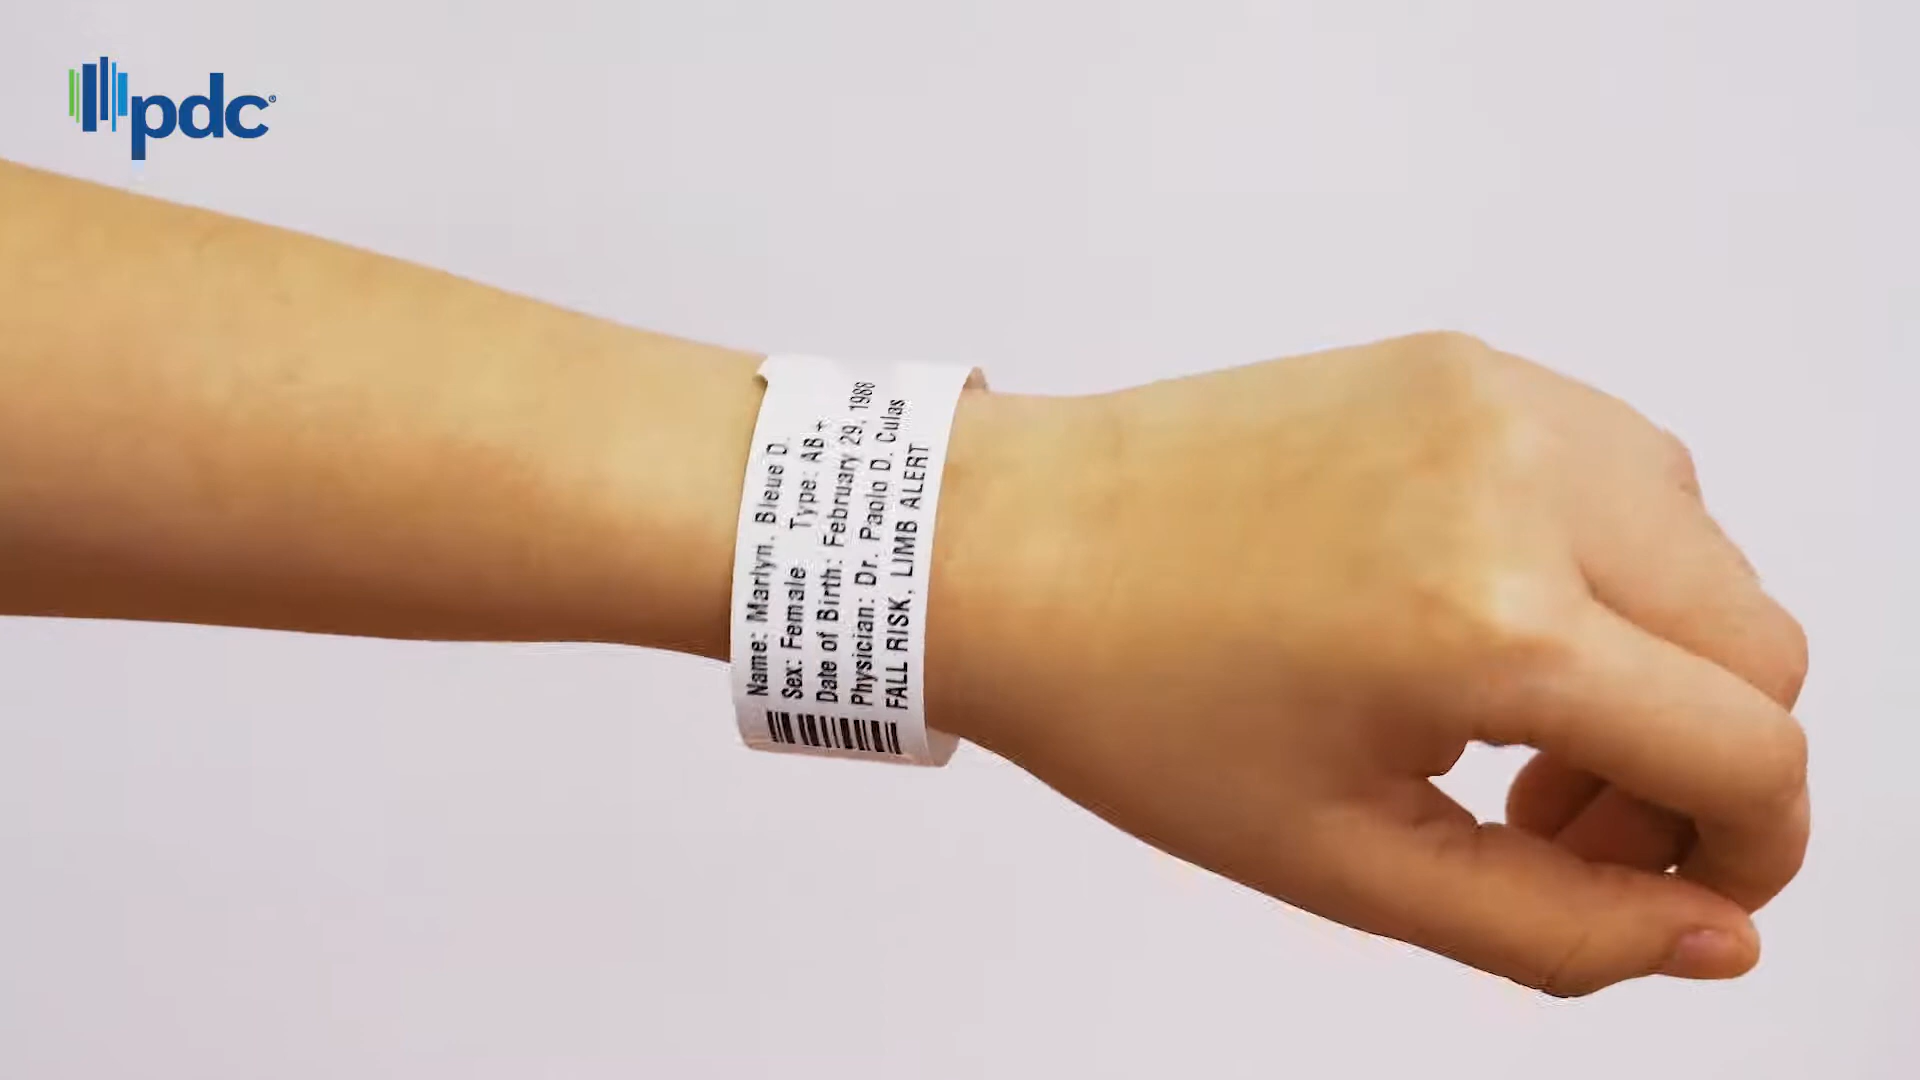 pdc
Name: Marlyn. Bleue D.
Sex: Female Type: AB+
Date of Birth: February 29, 1988
Physician: Dr. Paolo D. Culas
FALL RISK, LIMB ALERT